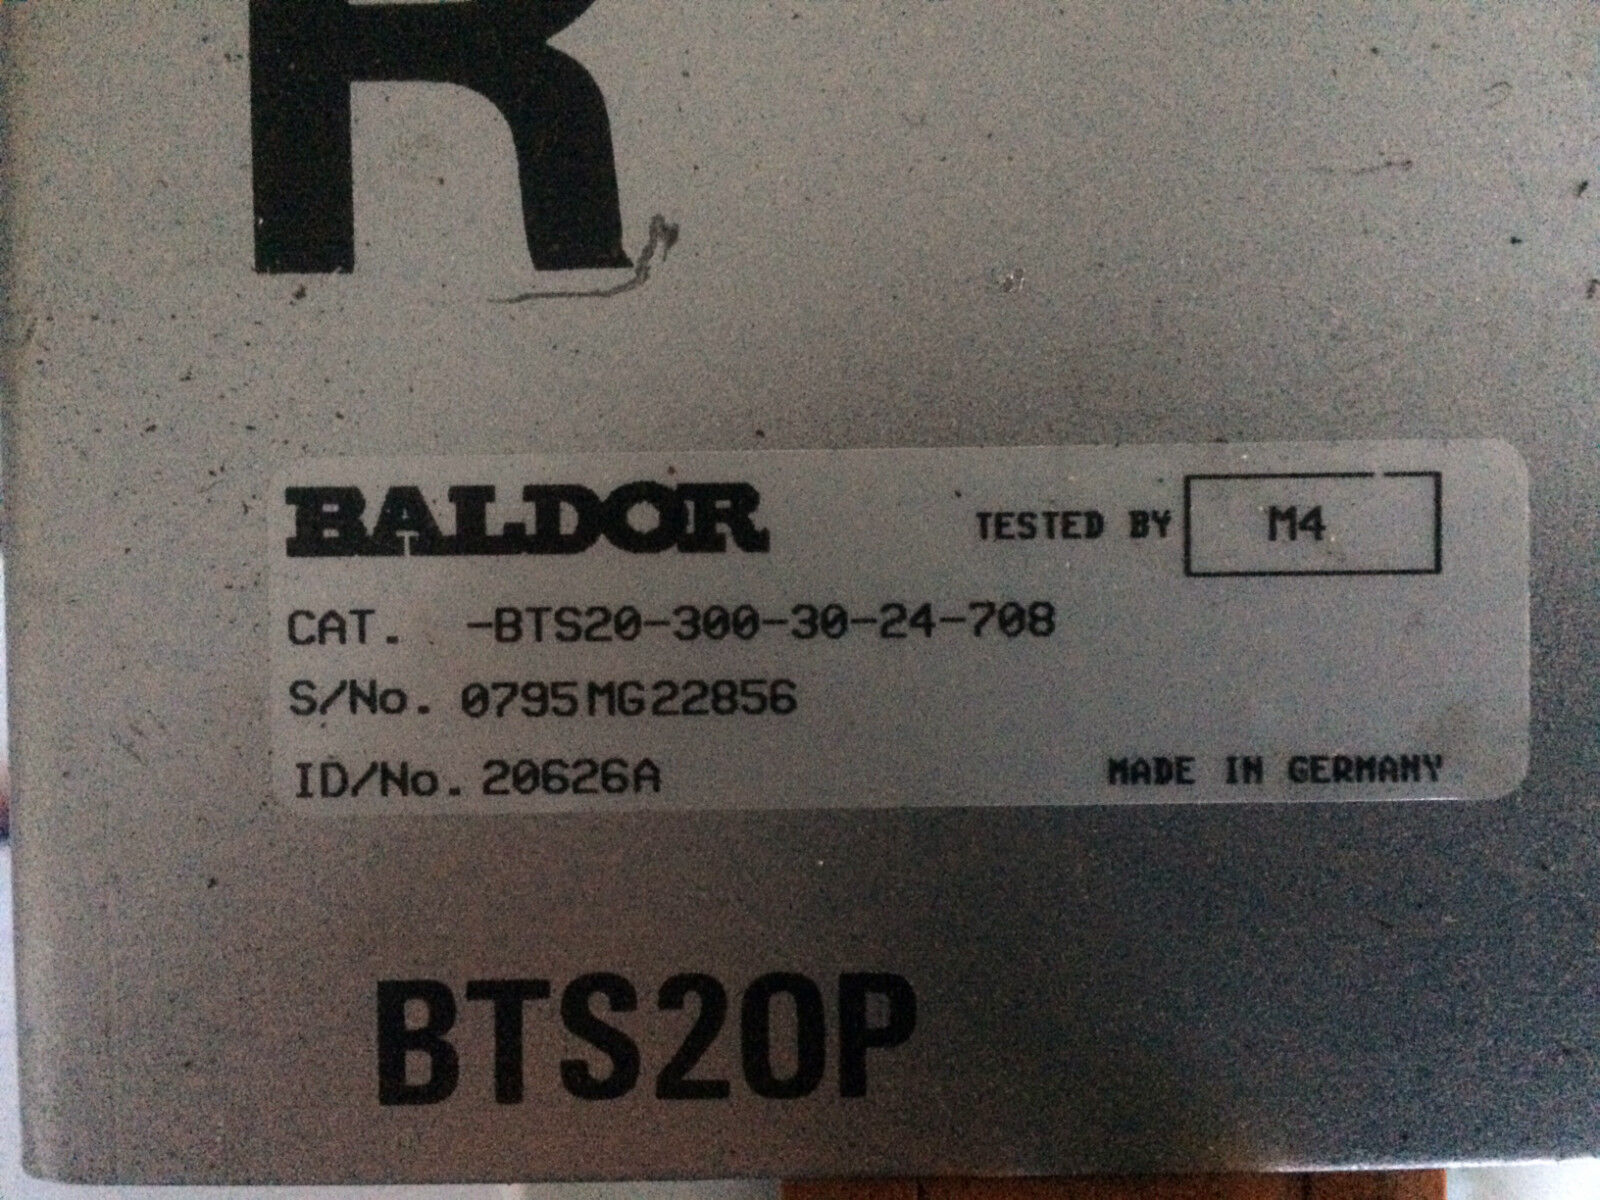 R
BALDOR TESTED BY M4
CAT. -BTS20-300-30-24-708
S/No. 0795MG22856
ID/No. 20626A MADE IN GERMANY
BTS20P